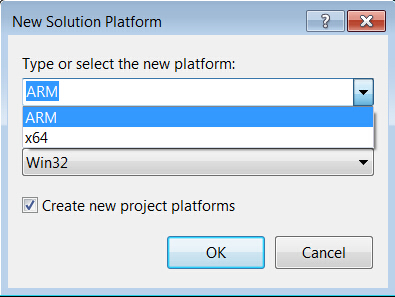 New Solution Platform
?
Type or select the new platform:
ARM
ARM
x64
Win32
Create new project platforms
OK
Cancel